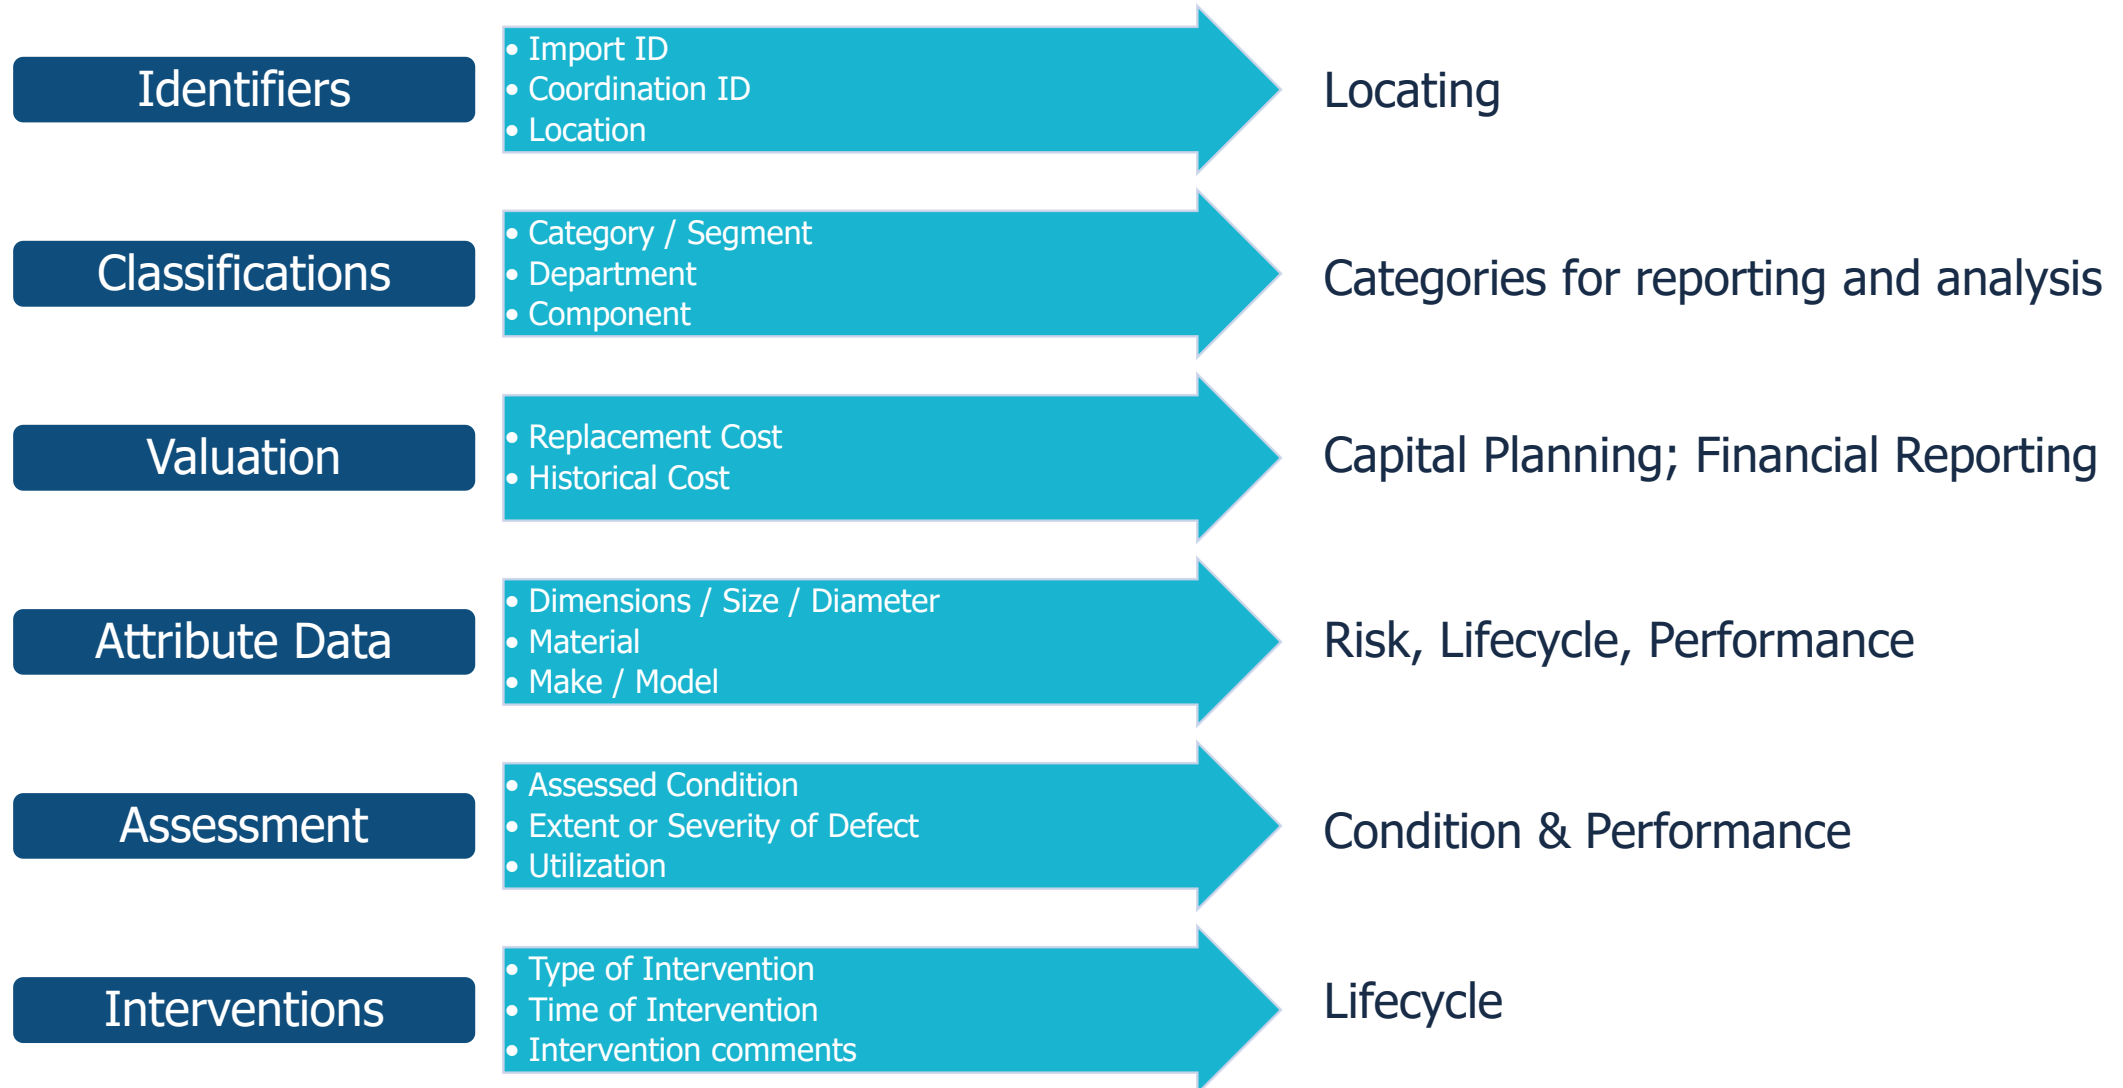 Identifiers
• Import ID
• Coordination ID
• Location
Locating
Classifications
• Category / Segment
• Department
• Component
Categories for reporting and analysis
Valuation
• Replacement Cost
• Historical Cost
Capital Planning; Financial Reporting
Attribute Data
• Dimensions / Size / Diameter
• Material
• Make / Model
Risk, Lifecycle, Performance
Assessment
• Assessed Condition
• Extent or Severity of Defect
• Utilization
Condition & Performance
Interventions
• Type of Intervention
• Time of Intervention
• Intervention comments
Lifecycle